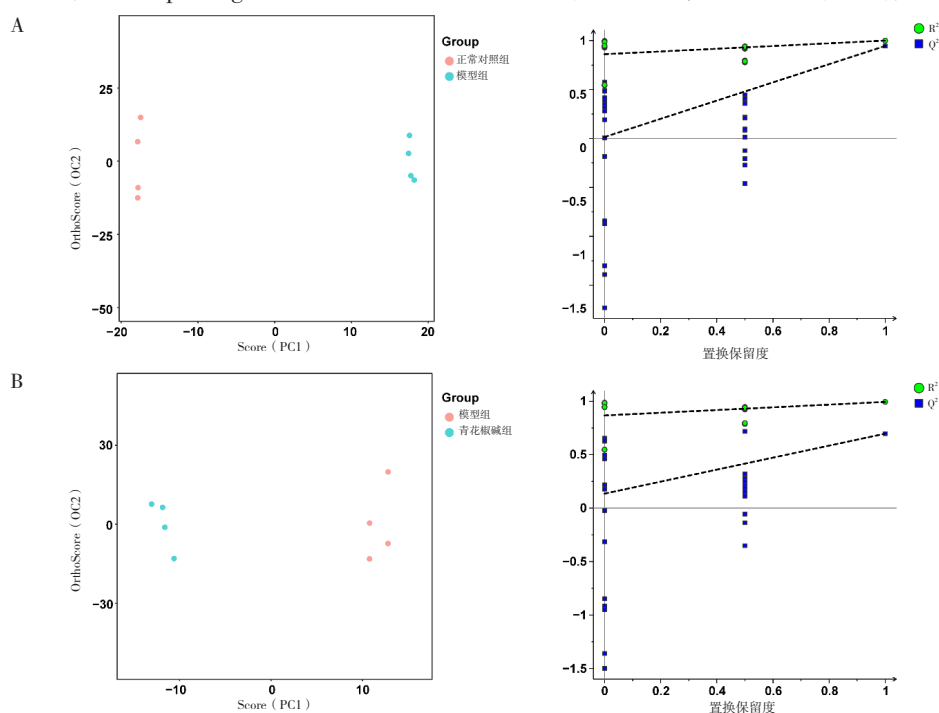 A
Group
正常对照组
模型组
OrthoScore（OC2）
25
0
−25
−50
−20
−10
0
10
20
Score（PC1）
R²
Q²
1
0.5
0
−0.5
−1
−1.5
0
0.2
0.4
0.6
0.8
1
置换保留度
B
Group
模型组
青花椒碱组
OrthoScore（OC2）
30
0
−30
−10
0
10
Score（PC1）
R²
Q²
1
0.5
0
−0.5
−1
−1.5
0
0.2
0.4
0.6
0.8
1
置换保留度